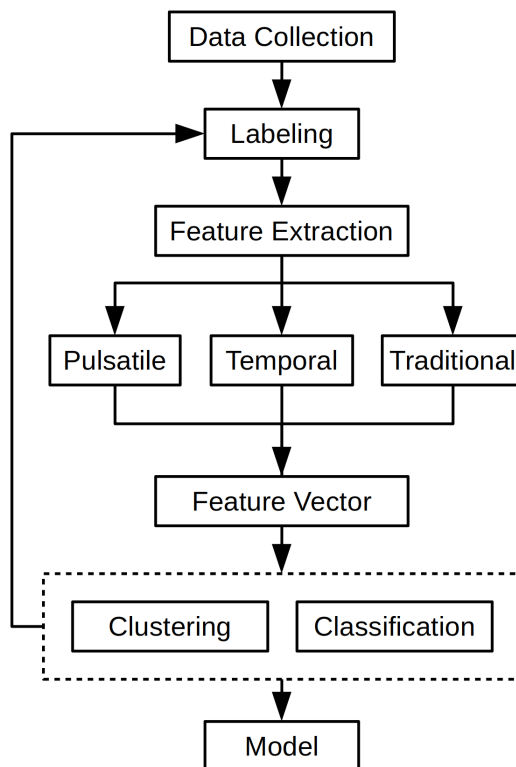 Data Collection
Labeling
Feature Extraction
Pulsatile
Temporal
Traditional
Feature Vector
Clustering
Classification
Model